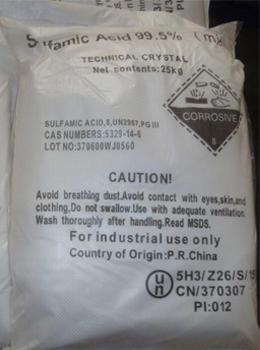 Sulfamic Acid 99.5% (min)
TECHNICAL CRYSTAL
Net contents:25kg
CORROSIVE
8
SULFAMIC ACID,8,UN2967,PG III
CAS NUMBERS:5329-14-6
LOT NO:370600WJ0560
CAUTION!
Avoid breathing dust.Avoid contact with eyes,skin,and
clothing.Do not swallow.Use with adequate ventilation.
Wash thoroughly after handling.Read MSDS.
For industrial use only
Country of Origin:P.R.China
un
5H3/Z26/S/15
CN/370307
PI:012